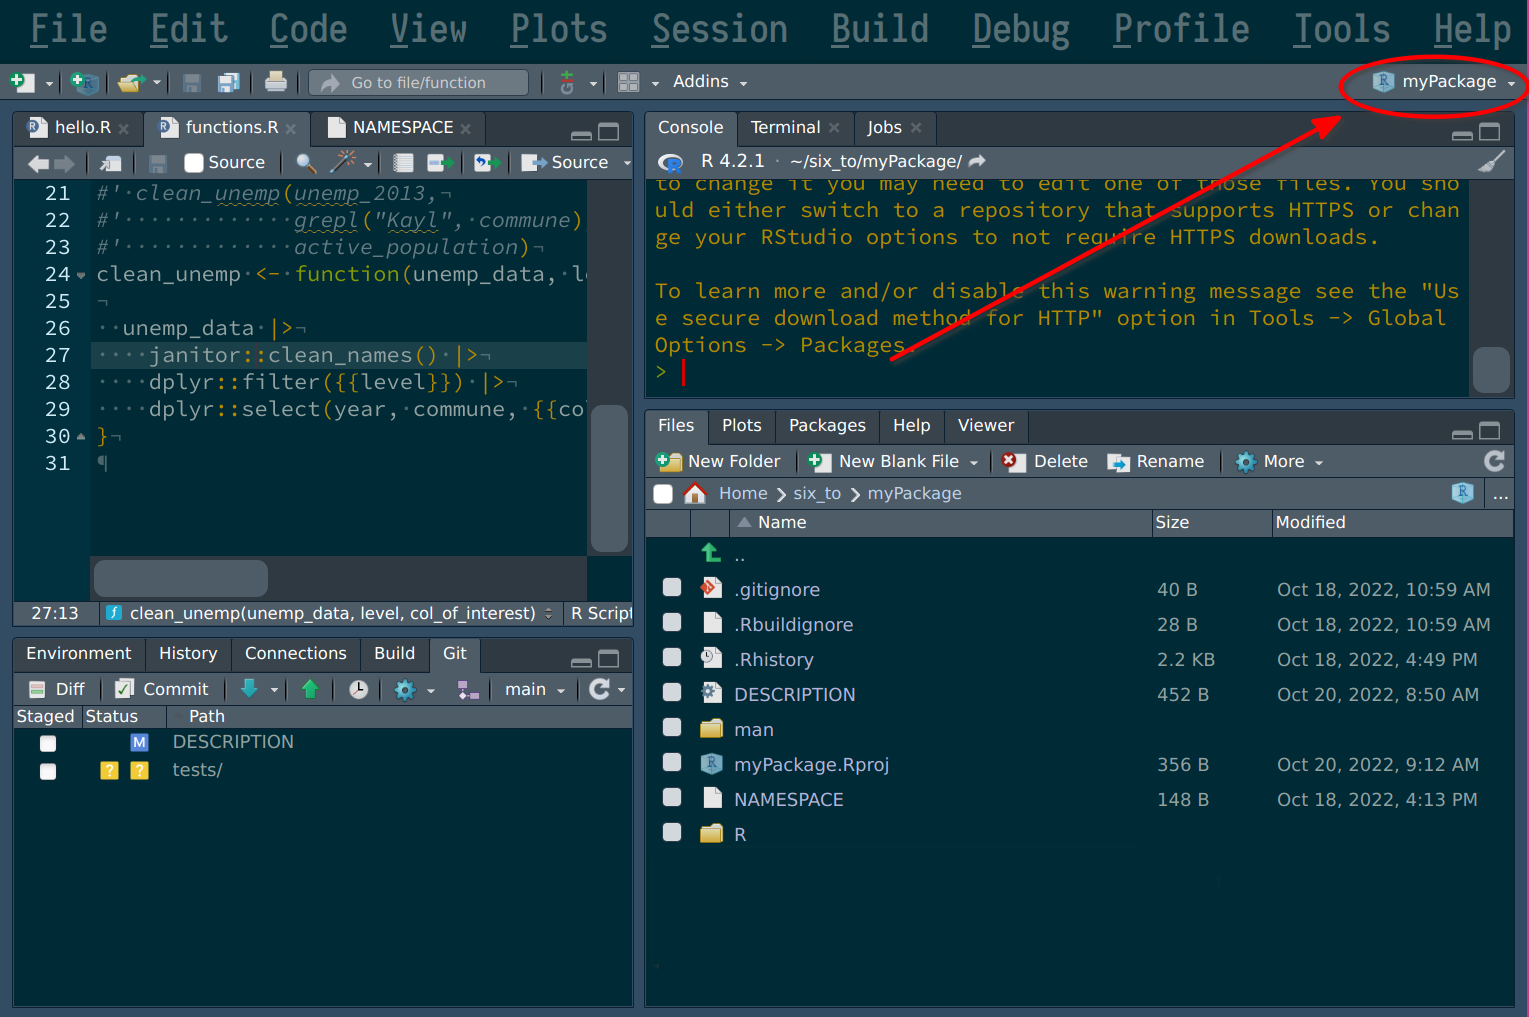 File Edit Code View Plots Session Build Debug Profile Tools Help
Go to file/function Addins myPackage
hello.R functions.R NAMESPACE
Source Source
21 #' clean_unemp(unemp_2013,
22 #' grepl("Kayl", commune)
23 #' active_population)
24 clean_unemp <- function(unemp_data, le
25
26 unemp_data |>
27 janitor::clean_names() |>
28 dplyr::filter({{level}}) |>
29 dplyr::select(year, commune, {{co
30 }
31
27:13 clean_unemp(unemp_data, level, col_of_interest) R Script
Console Terminal Jobs
R 4.2.1 · ~/six_to/myPackage/
to change it you may need to edit one of those files. You sho
uld either switch to a repository that supports HTTPS or chan
ge your RStudio options to not require HTTPS downloads.
To learn more and/or disable this warning message see the "Us
e secure download method for HTTP" option in Tools -> Global
Options -> Packages.
>
Environment History Connections Build Git
Diff Commit main
Staged Status Path
M DESCRIPTION
? ? tests/
Files Plots Packages Help Viewer
New Folder New Blank File Delete Rename More
Home six_to myPackage ...
Name Size Modified
..
.gitignore 40 B Oct 18, 2022, 10:59 AM
.Rbuildignore 28 B Oct 18, 2022, 10:59 AM
.Rhistory 2.2 KB Oct 18, 2022, 4:49 PM
DESCRIPTION 452 B Oct 20, 2022, 8:50 AM
man
myPackage.Rproj 356 B Oct 20, 2022, 9:12 AM
NAMESPACE 148 B Oct 18, 2022, 4:13 PM
R